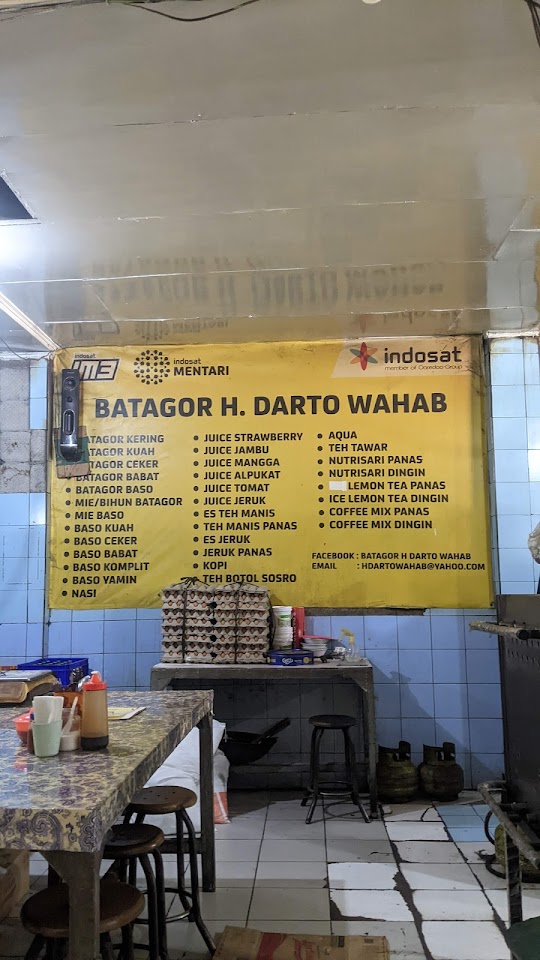 indosat
IM3
indosat
MENTARI
indosat
member of Ooredoo Group
BATAGOR H. DARTO WAHAB
BATAGOR KERING
BATAGOR KUAH
BATAGOR CEKER
BATAGOR BABAT
BATAGOR BASO
MIE/BIHUN BATAGOR
MIE BASO
BASO KUAH
BASO CEKER
BASO BABAT
BASO KOMPLIT
BASO YAMIN
NASI
JUICE STRAWBERRY
JUICE JAMBU
JUICE MANGGA
JUICE ALPUKAT
JUICE TOMAT
JUICE JERUK
ES TEH MANIS
TEH MANIS PANAS
ES JERUK
JERUK PANAS
KOPI
TEH BOTOL SOSRO
AQUA
TEH TAWAR
NUTRISARI PANAS
NUTRISARI DINGIN
LEMON TEA PANAS
ICE LEMON TEA DINGIN
COFFEE MIX PANAS
COFFEE MIX DINGIN
FACEBOOK : BATAGOR H DARTO WAHAB
EMAIL : HDARTOWAHAB@YAHOO.COM